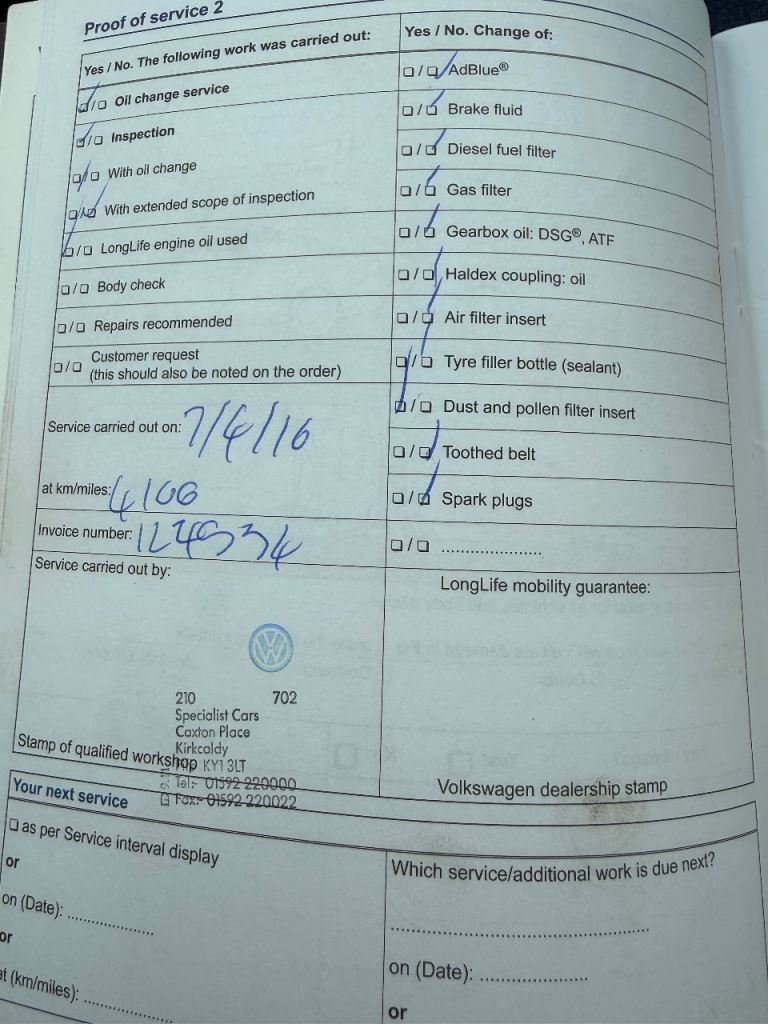 Proof of service 2
Yes / No. The following work was carried out:
Oil change service
Inspection
With oil change
With extended scope of inspection
LongLife engine oil used
Body check
Repairs recommended
Customer request
(this should also be noted on the order)
Service carried out on: 7/4/16
at km/miles: 4106
Invoice number: 124534
Service carried out by:
210 702
Specialist Cars
Caxton Place
Kirkcaldy
KY1 3LT
Tel:- 01592 220000
Fax:- 01592 220022
Stamp of qualified workshop
Yes / No. Change of:
AdBlue®
Brake fluid
Diesel fuel filter
Gas filter
Gearbox oil: DSG®, ATF
Haldex coupling: oil
Air filter insert
Tyre filler bottle (sealant)
Dust and pollen filter insert
Toothed belt
Spark plugs
......................
LongLife mobility guarantee:
Volkswagen dealership stamp
Your next service
as per Service interval display
or
on (Date): ...................
or
at (km/miles): ...................
Which service/additional work is due next?
..............................................
on (Date): ...................
or